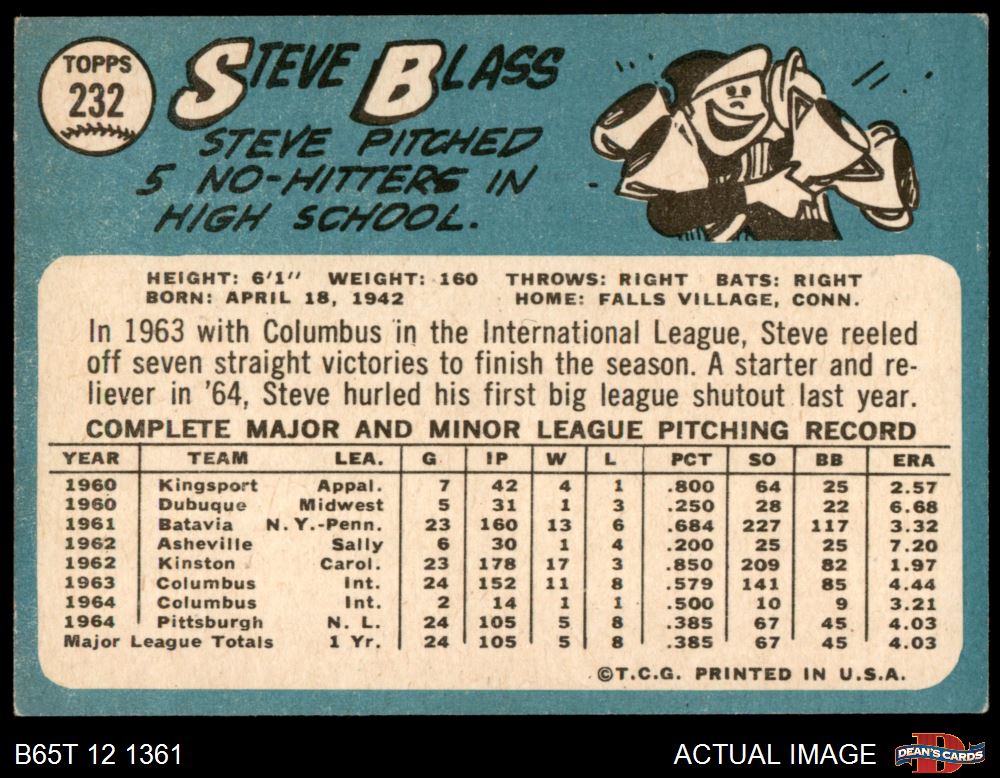 TOPPS
232
STEVE BLASS
STEVE PITCHED
5 NO-HITTERS IN
HIGH SCHOOL.
HEIGHT: 6'1" WEIGHT: 160 THROWS: RIGHT BATS: RIGHT
BORN: APRIL 18, 1942 HOME: FALLS VILLAGE, CONN.
In 1963 with Columbus in the International League, Steve reeled
off seven straight victories to finish the season. A starter and re-
liever in '64, Steve hurled his first big league shutout last year.
COMPLETE MAJOR AND MINOR LEAGUE PITCHING RECORD
YEAR TEAM LEA. G IP W L PCT SO BB ERA
1960 Kingsport Appal. 7 42 4 1 .800 64 25 2.57
1960 Dubuque Midwest 5 31 1 3 .250 28 22 6.68
1961 Batavia N.Y.-Penn. 23 160 13 6 .684 227 117 3.32
1962 Asheville Sally 6 30 1 4 .200 25 25 7.20
1962 Kinston Carol. 23 178 17 3 .850 209 82 1.97
1963 Columbus Int. 24 152 11 8 .579 141 85 4.44
1964 Columbus Int. 2 14 1 1 .500 10 9 3.21
1964 Pittsburgh N. L. 24 105 5 8 .385 67 45 4.03
Major League Totals 1 Yr. 24 105 5 8 .385 67 45 4.03
©T.C.G. PRINTED IN U.S.A.
B65T 12 1361 ACTUAL IMAGE DEAN'S CARDS